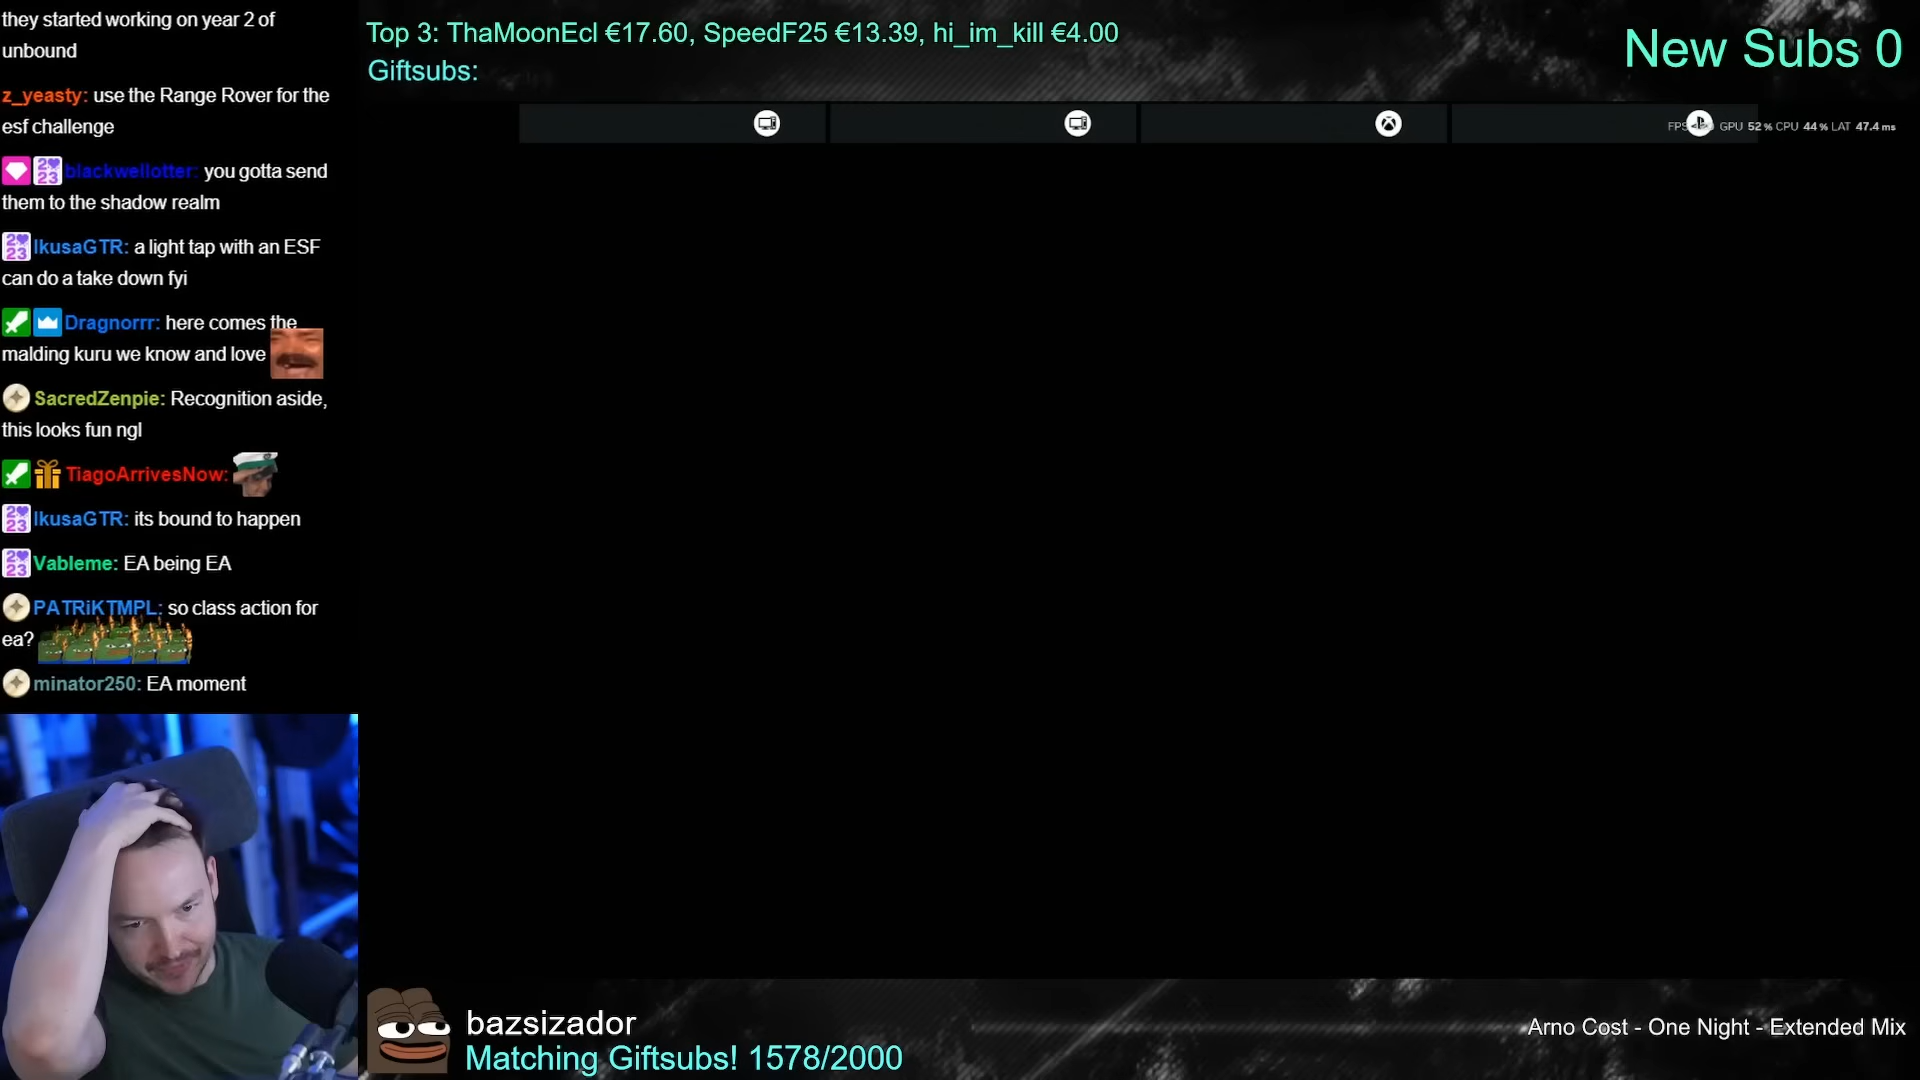 they started working on year 2 of
unbound
z_yeasty: use the Range Rover for the
esf challenge
blackwellotter: you gotta send
them to the shadow realm
IkusaGTR: a light tap with an ESF
can do a take down fyi
Dragnorrr: here comes the
malding kuru we know and love
SacredZenpie: Recognition aside,
this looks fun ngl
TiagoArrivesNow:
IkusaGTR: its bound to happen
Vableme: EA being EA
PATRiKTMPL: so class action for
ea?
minator250: EA moment
Top 3: ThaMoonEcl €17.60, SpeedF25 €13.39, hi_im_kill €4.00
Giftsubs:
New Subs 0
FPS GPU 52 % CPU 44 % LAT 47.4 ms
bazsizador
Matching Giftsubs! 1578/2000
Arno Cost - One Night - Extended Mix